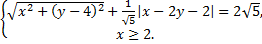 {√(x² + (y − 4)²) + 1/√5 |x − 2y − 2| = 2√5,
x ≥ 2.